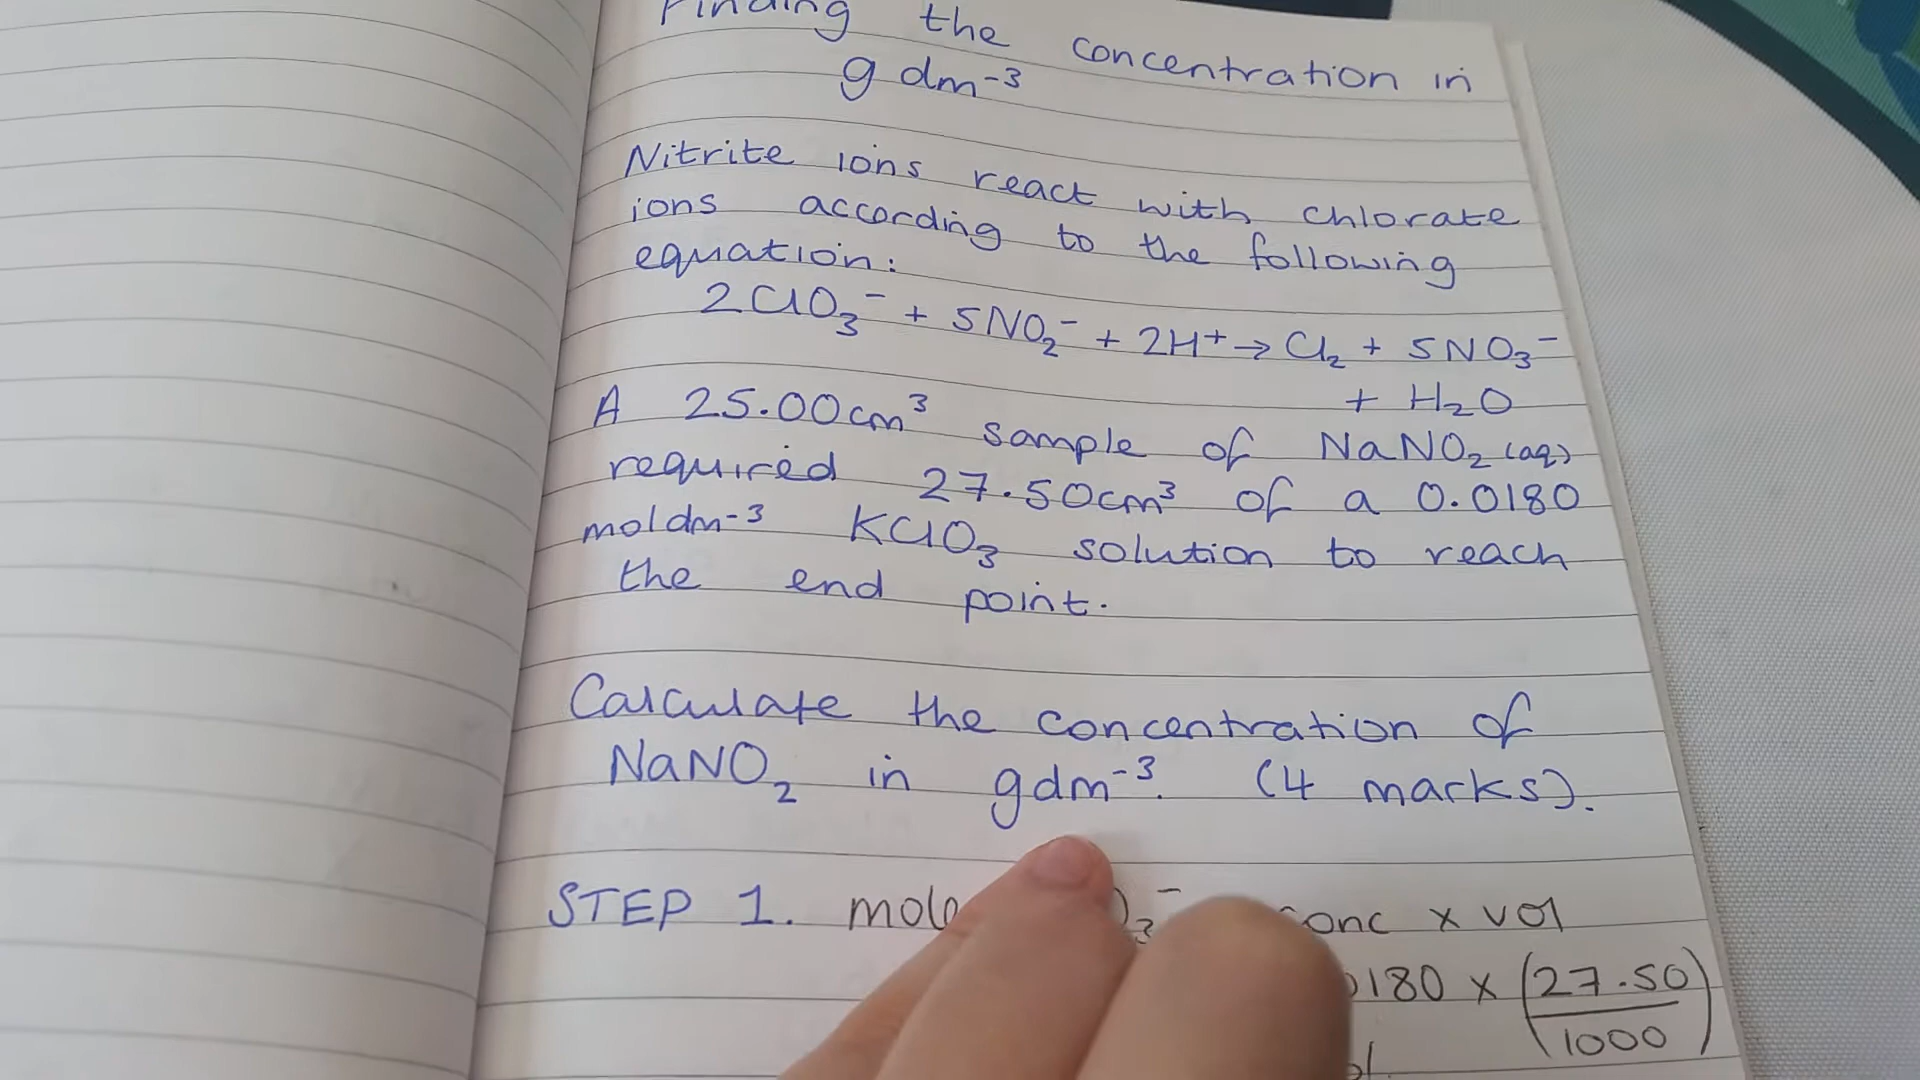 Finding the concentration in
g dm⁻³
Nitrite ions react with chlorate
ions according to the following
equation:
2ClO₃⁻ + 5NO₂⁻ + 2H⁺ → Cl₂ + 5NO₃⁻
+ H₂O
A 25.00cm³ sample of NaNO₂(aq)
required 27.50cm³ of a 0.0180
moldm⁻³ KClO₃ solution to reach
the end point.
Calculate the concentration of
NaNO₂ in gdm⁻³. (4 marks).
STEP 1. x vol
180 × (27.50/1000)